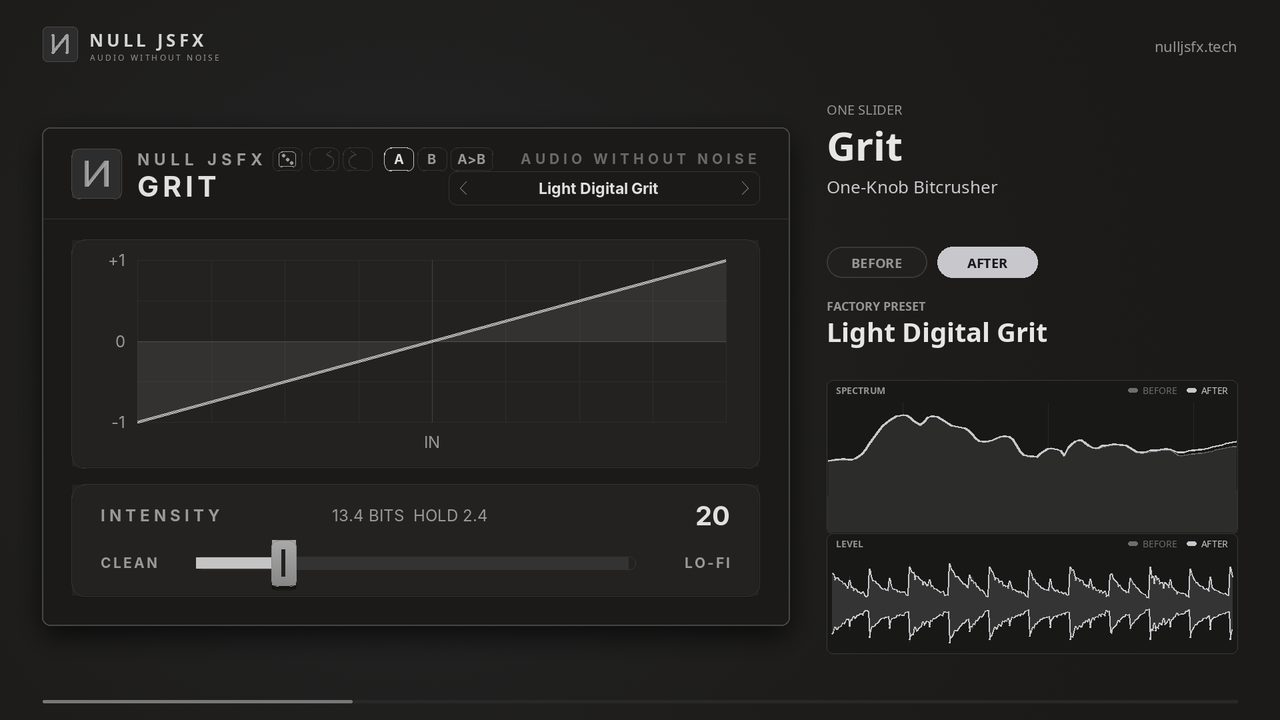 NULL JSFX
AUDIO WITHOUT NOISE
nulljsfx.tech
NULL JSFX
A
B
A>B
AUDIO WITHOUT NOISE
GRIT
Light Digital Grit
+1
0
-1
IN
INTENSITY
13.4 BITS HOLD 2.4
20
CLEAN
LO-FI
ONE SLIDER
Grit
One-Knob Bitcrusher
BEFORE
AFTER
FACTORY PRESET
Light Digital Grit
SPECTRUM
BEFORE
AFTER
LEVEL
BEFORE
AFTER